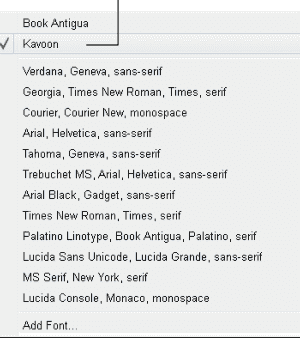 Book Antigua
Kavoon
Verdana, Geneva, sans-serif
Georgia, Times New Roman, Times, serif
Courier, Courier New, monospace
Arial, Helvetica, sans-serif
Tahoma, Geneva, sans-serif
Trebuchet MS, Arial, Helvetica, sans-serif
Arial Black, Gadget, sans-serif
Times New Roman, Times, serif
Palatino Linotype, Book Antigua, Palatino, serif
Lucida Sans Unicode, Lucida Grande, sans-serif
MS Serif, New York, serif
Lucida Console, Monaco, monospace
Add Font...